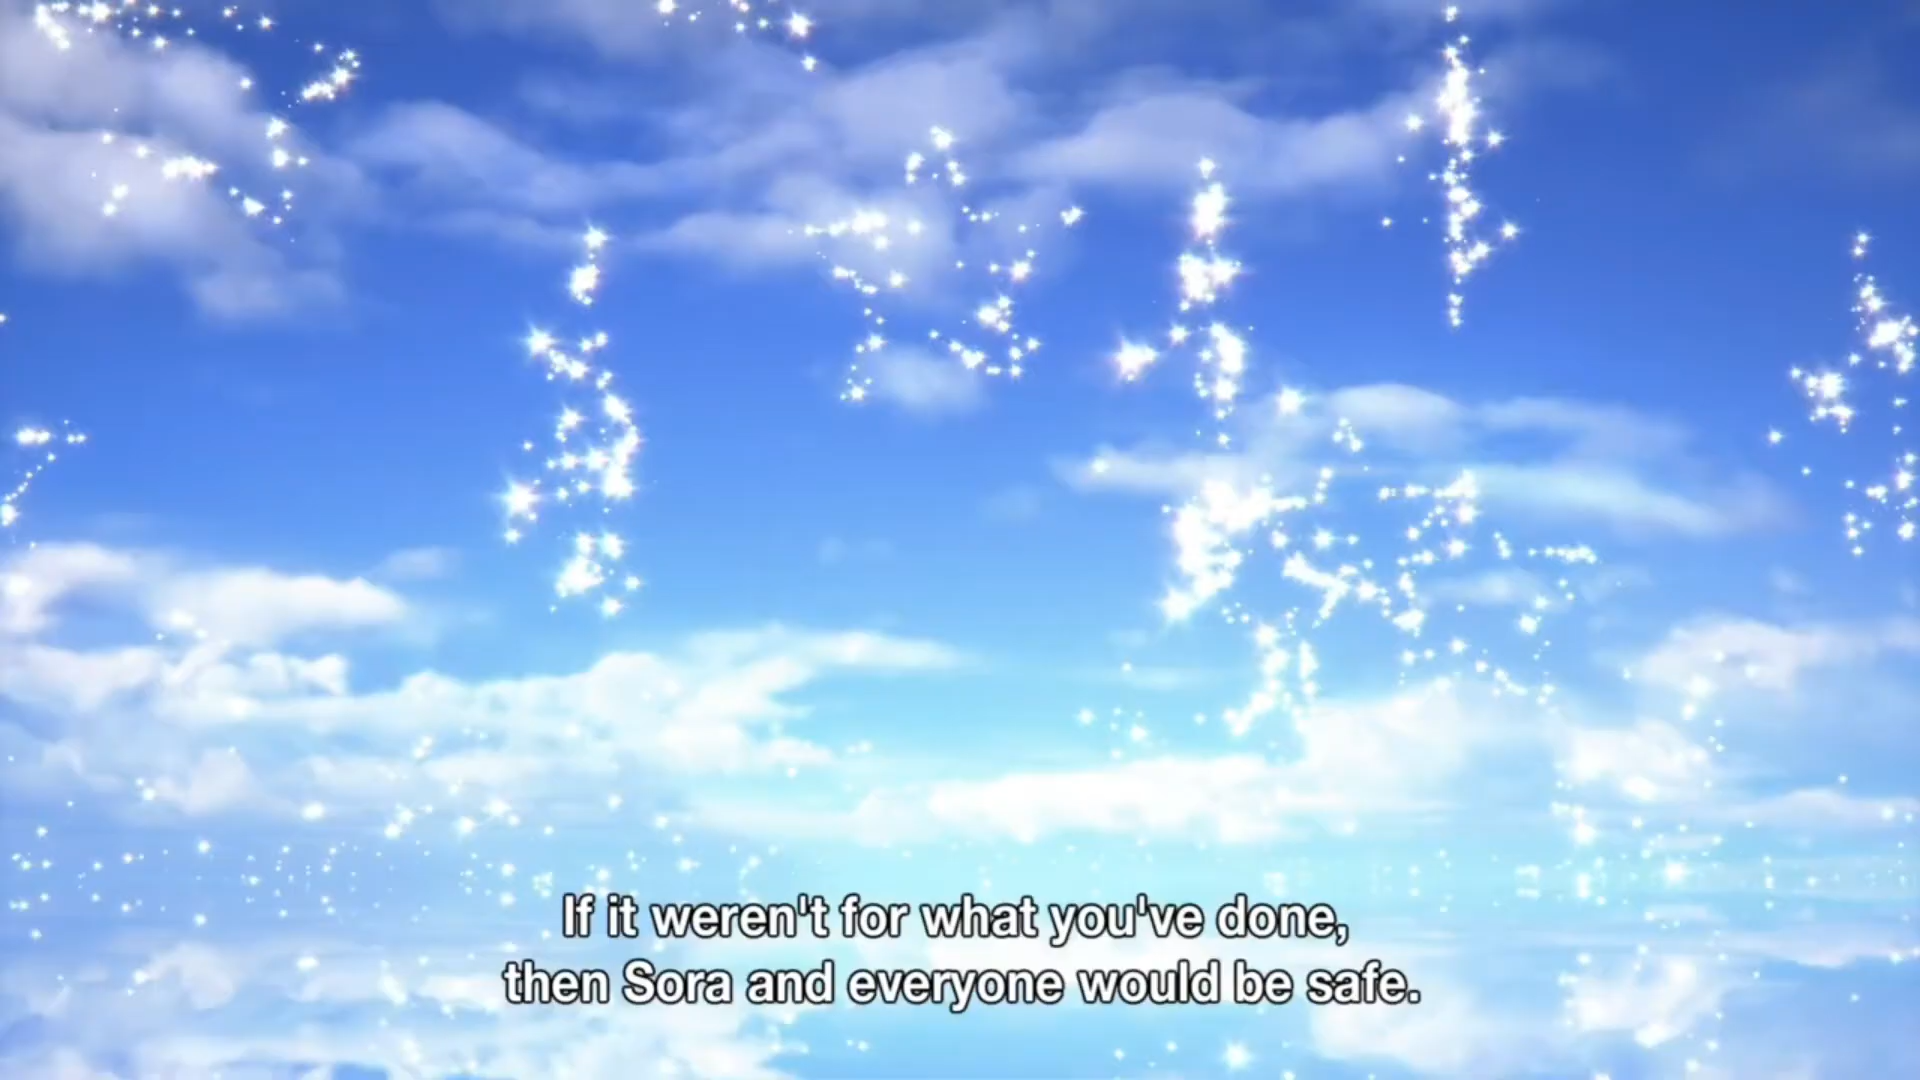 If it weren't for what you've done,
then Sora and everyone would be safe.